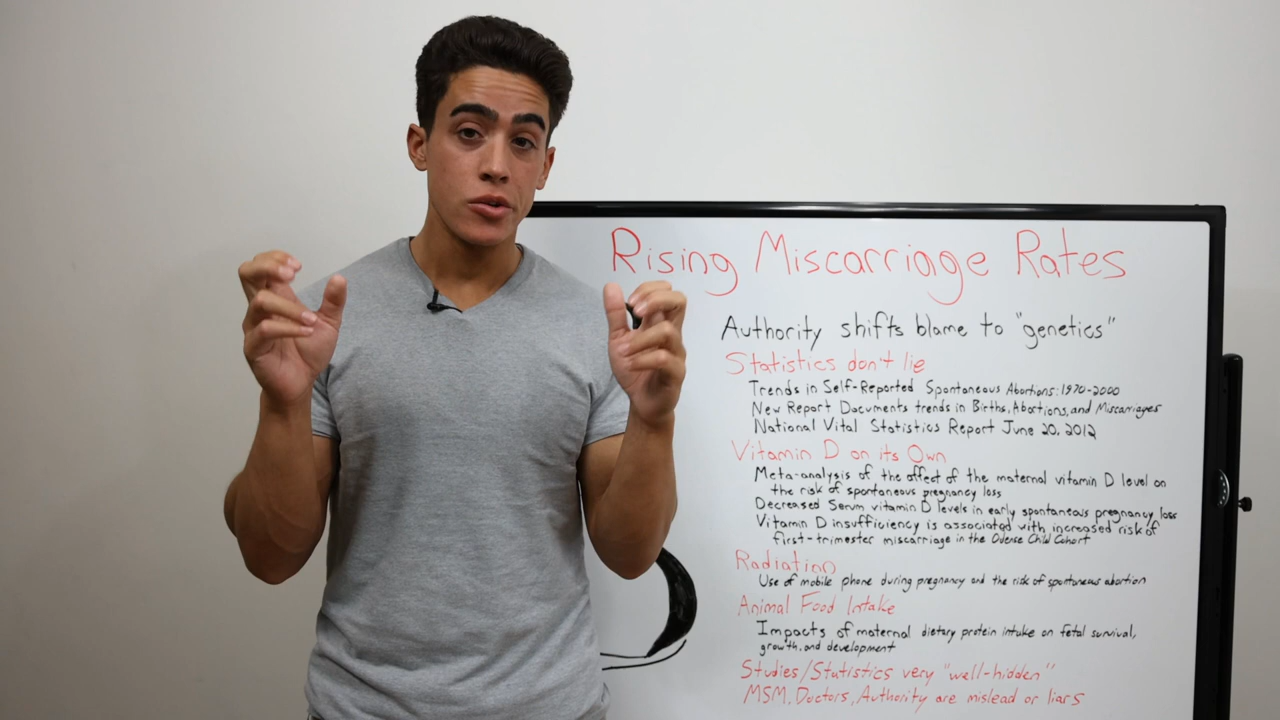 Rising Miscarriage Rates
Authority shifts blame to "genetics"
Statistics don't lie
Trends in Self-Reported Spontaneous Abortions: 1970-2000
New Report Documents trends in Births, Abortions, and Miscarriages
National Vital Statistics Report June 20, 2012
Vitamin D on its Own
Meta-analysis of the effect of the maternal vitamin D level on
the risk of spontaneous pregnancy loss
Decreased Serum vitamin D levels in early spontaneous pregnancy loss
Vitamin D insufficiency is associated with increased risk of
first-trimester miscarriage in the Odense Child Cohort
Radiation
Use of mobile phone during pregnancy and the risk of spontaneous abortion
Animal Food Intake
Impacts of maternal dietary protein intake on fetal survival,
growth, and development
Studies/Statistics very "well-hidden"
MSM, Doctors, Authority are mislead or liars